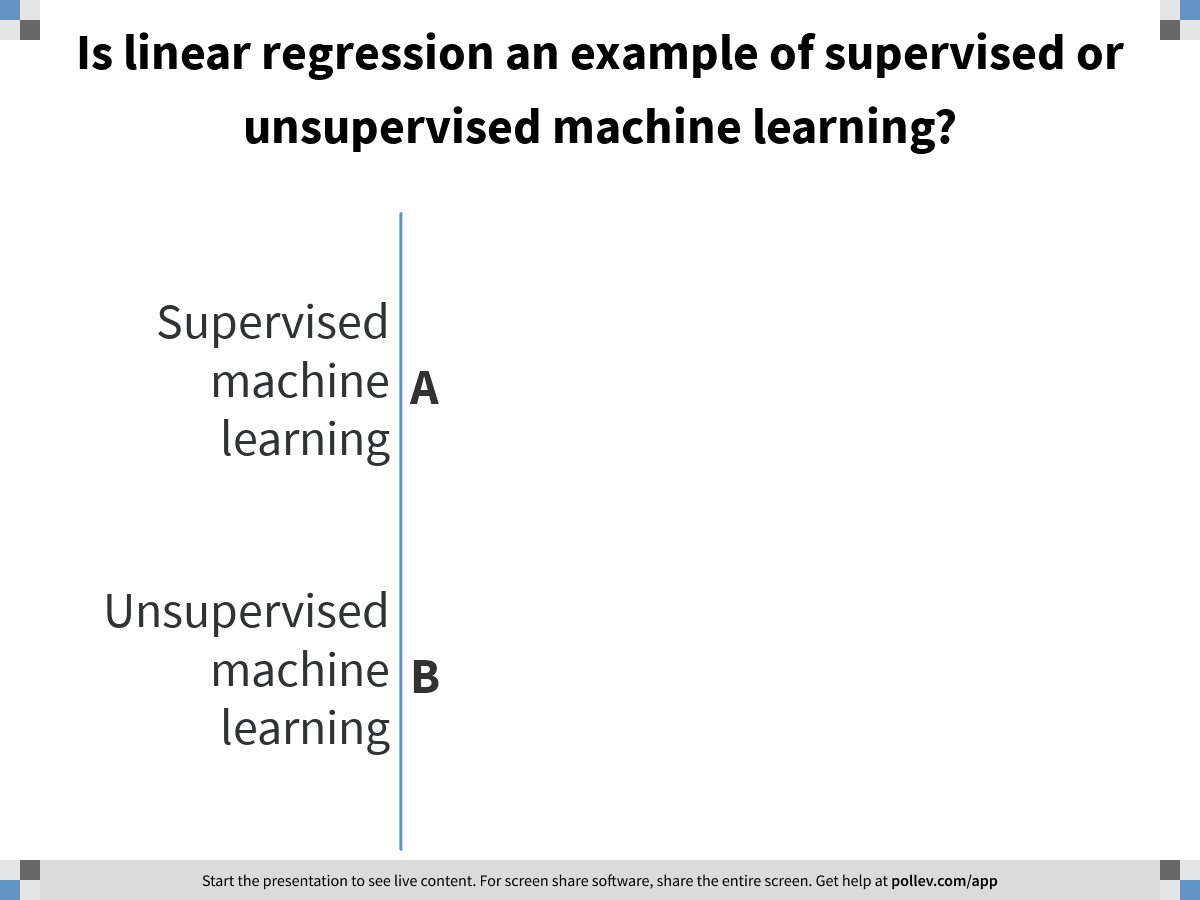 Is linear regression an example of supervised or
unsupervised machine learning?
Supervised
machine
learning
A
Unsupervised
machine
learning
B
Start the presentation to see live content. For screen share software, share the entire screen. Get help at pollev.com/app